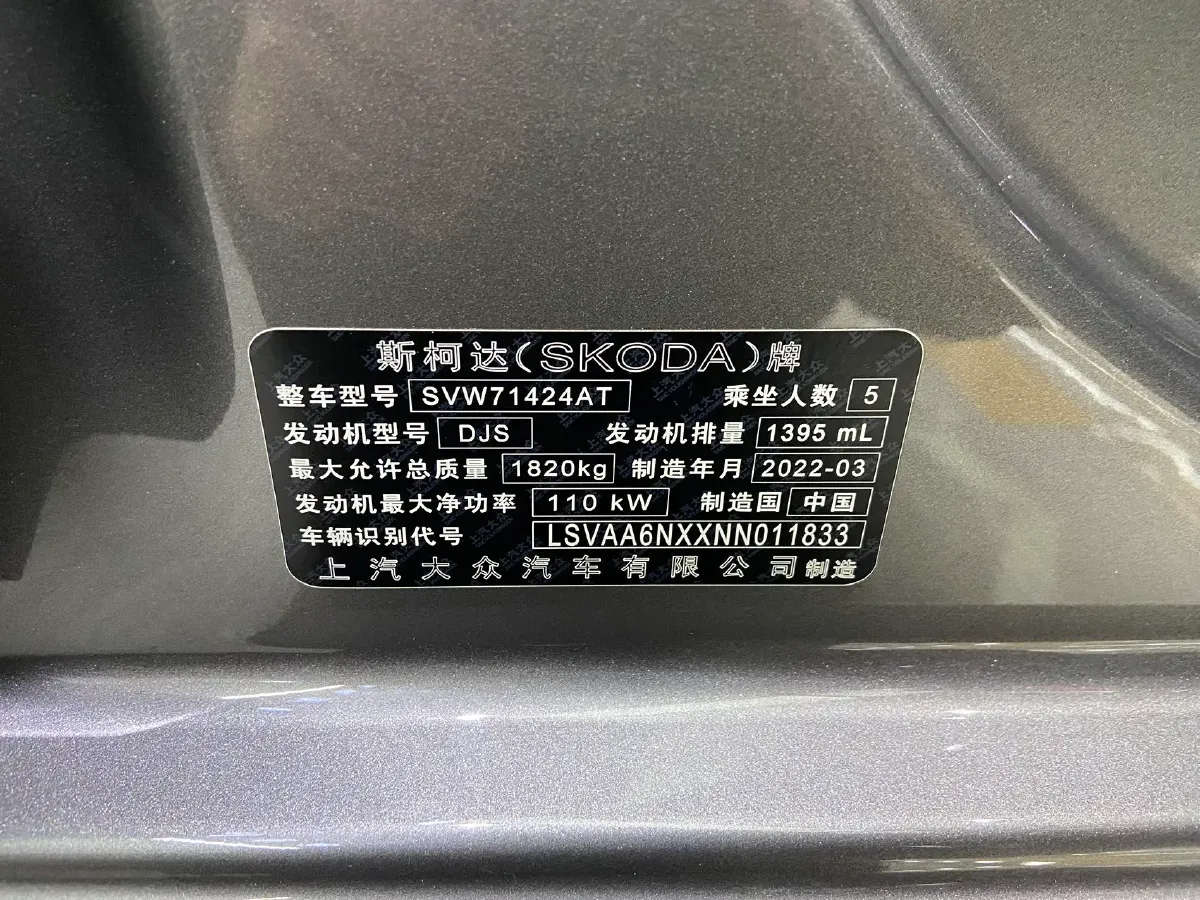 斯柯达(SKODA)牌
整车型号 SVW71424AT 乘坐人数 5
发动机型号 DJS 发动机排量 1395 mL
最大允许总质量 1820kg 制造年月 2022-03
发动机最大净功率 110 kW 制造国 中国
车辆识别代号 LSVAA6NXXNN011833
上汽大众汽车有限公司制造